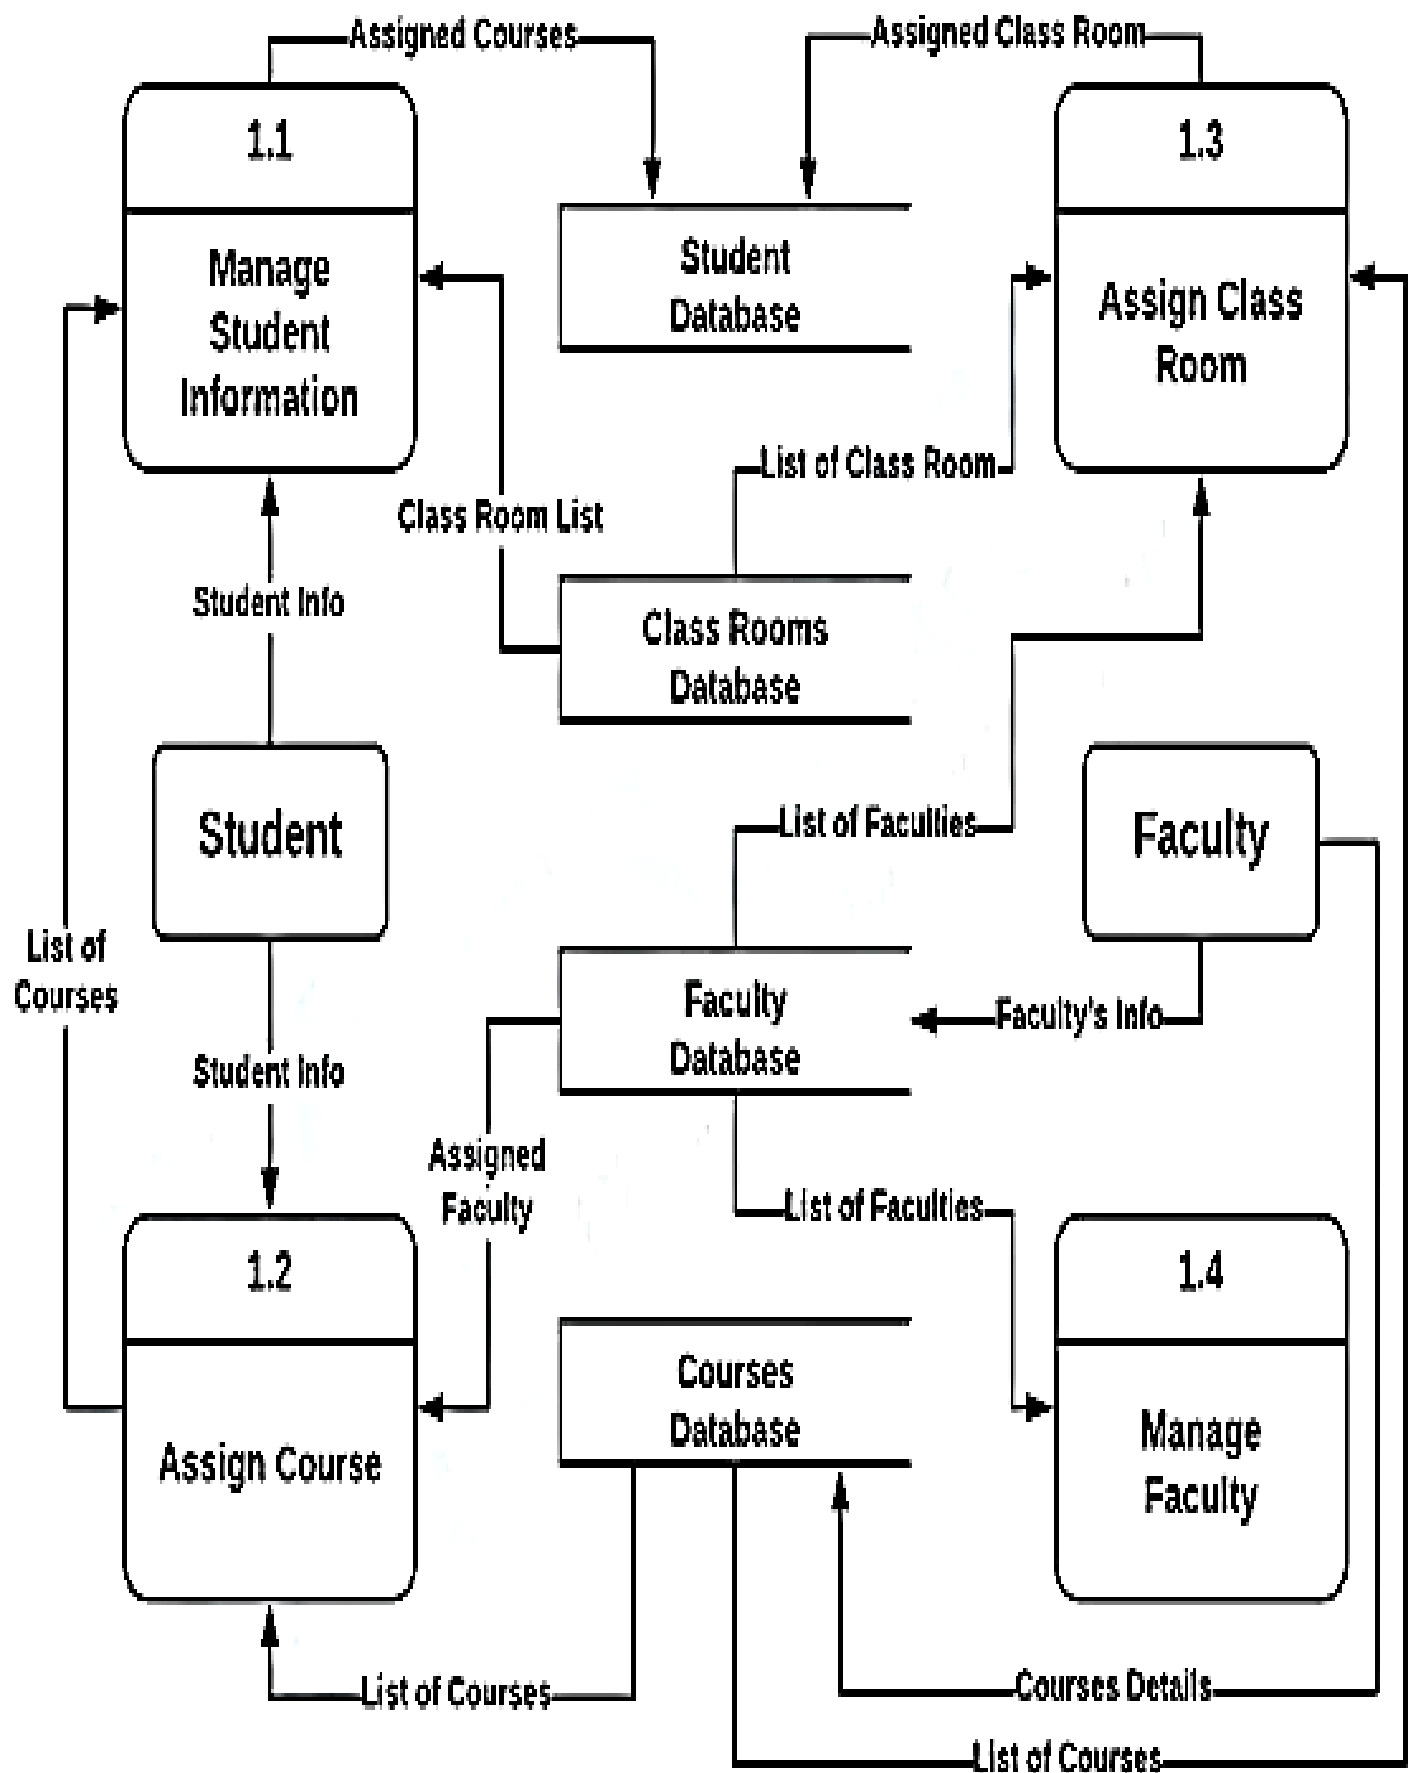 Assigned Courses
Assigned Class Room
1.1
1.3
Manage
Student
Information
Student
Database
Assign Class
Room
List of Class Room
Class Room List
Student Info
Class Rooms
Database
Student
List of Faculties
Faculty
List of
Courses
Faculty
Database
Faculty's Info
Student Info
Assigned
Faculty
List of Faculties
1.2
1.4
Courses
Database
Assign Course
Manage
Faculty
List of Courses
Courses Details
List of Courses